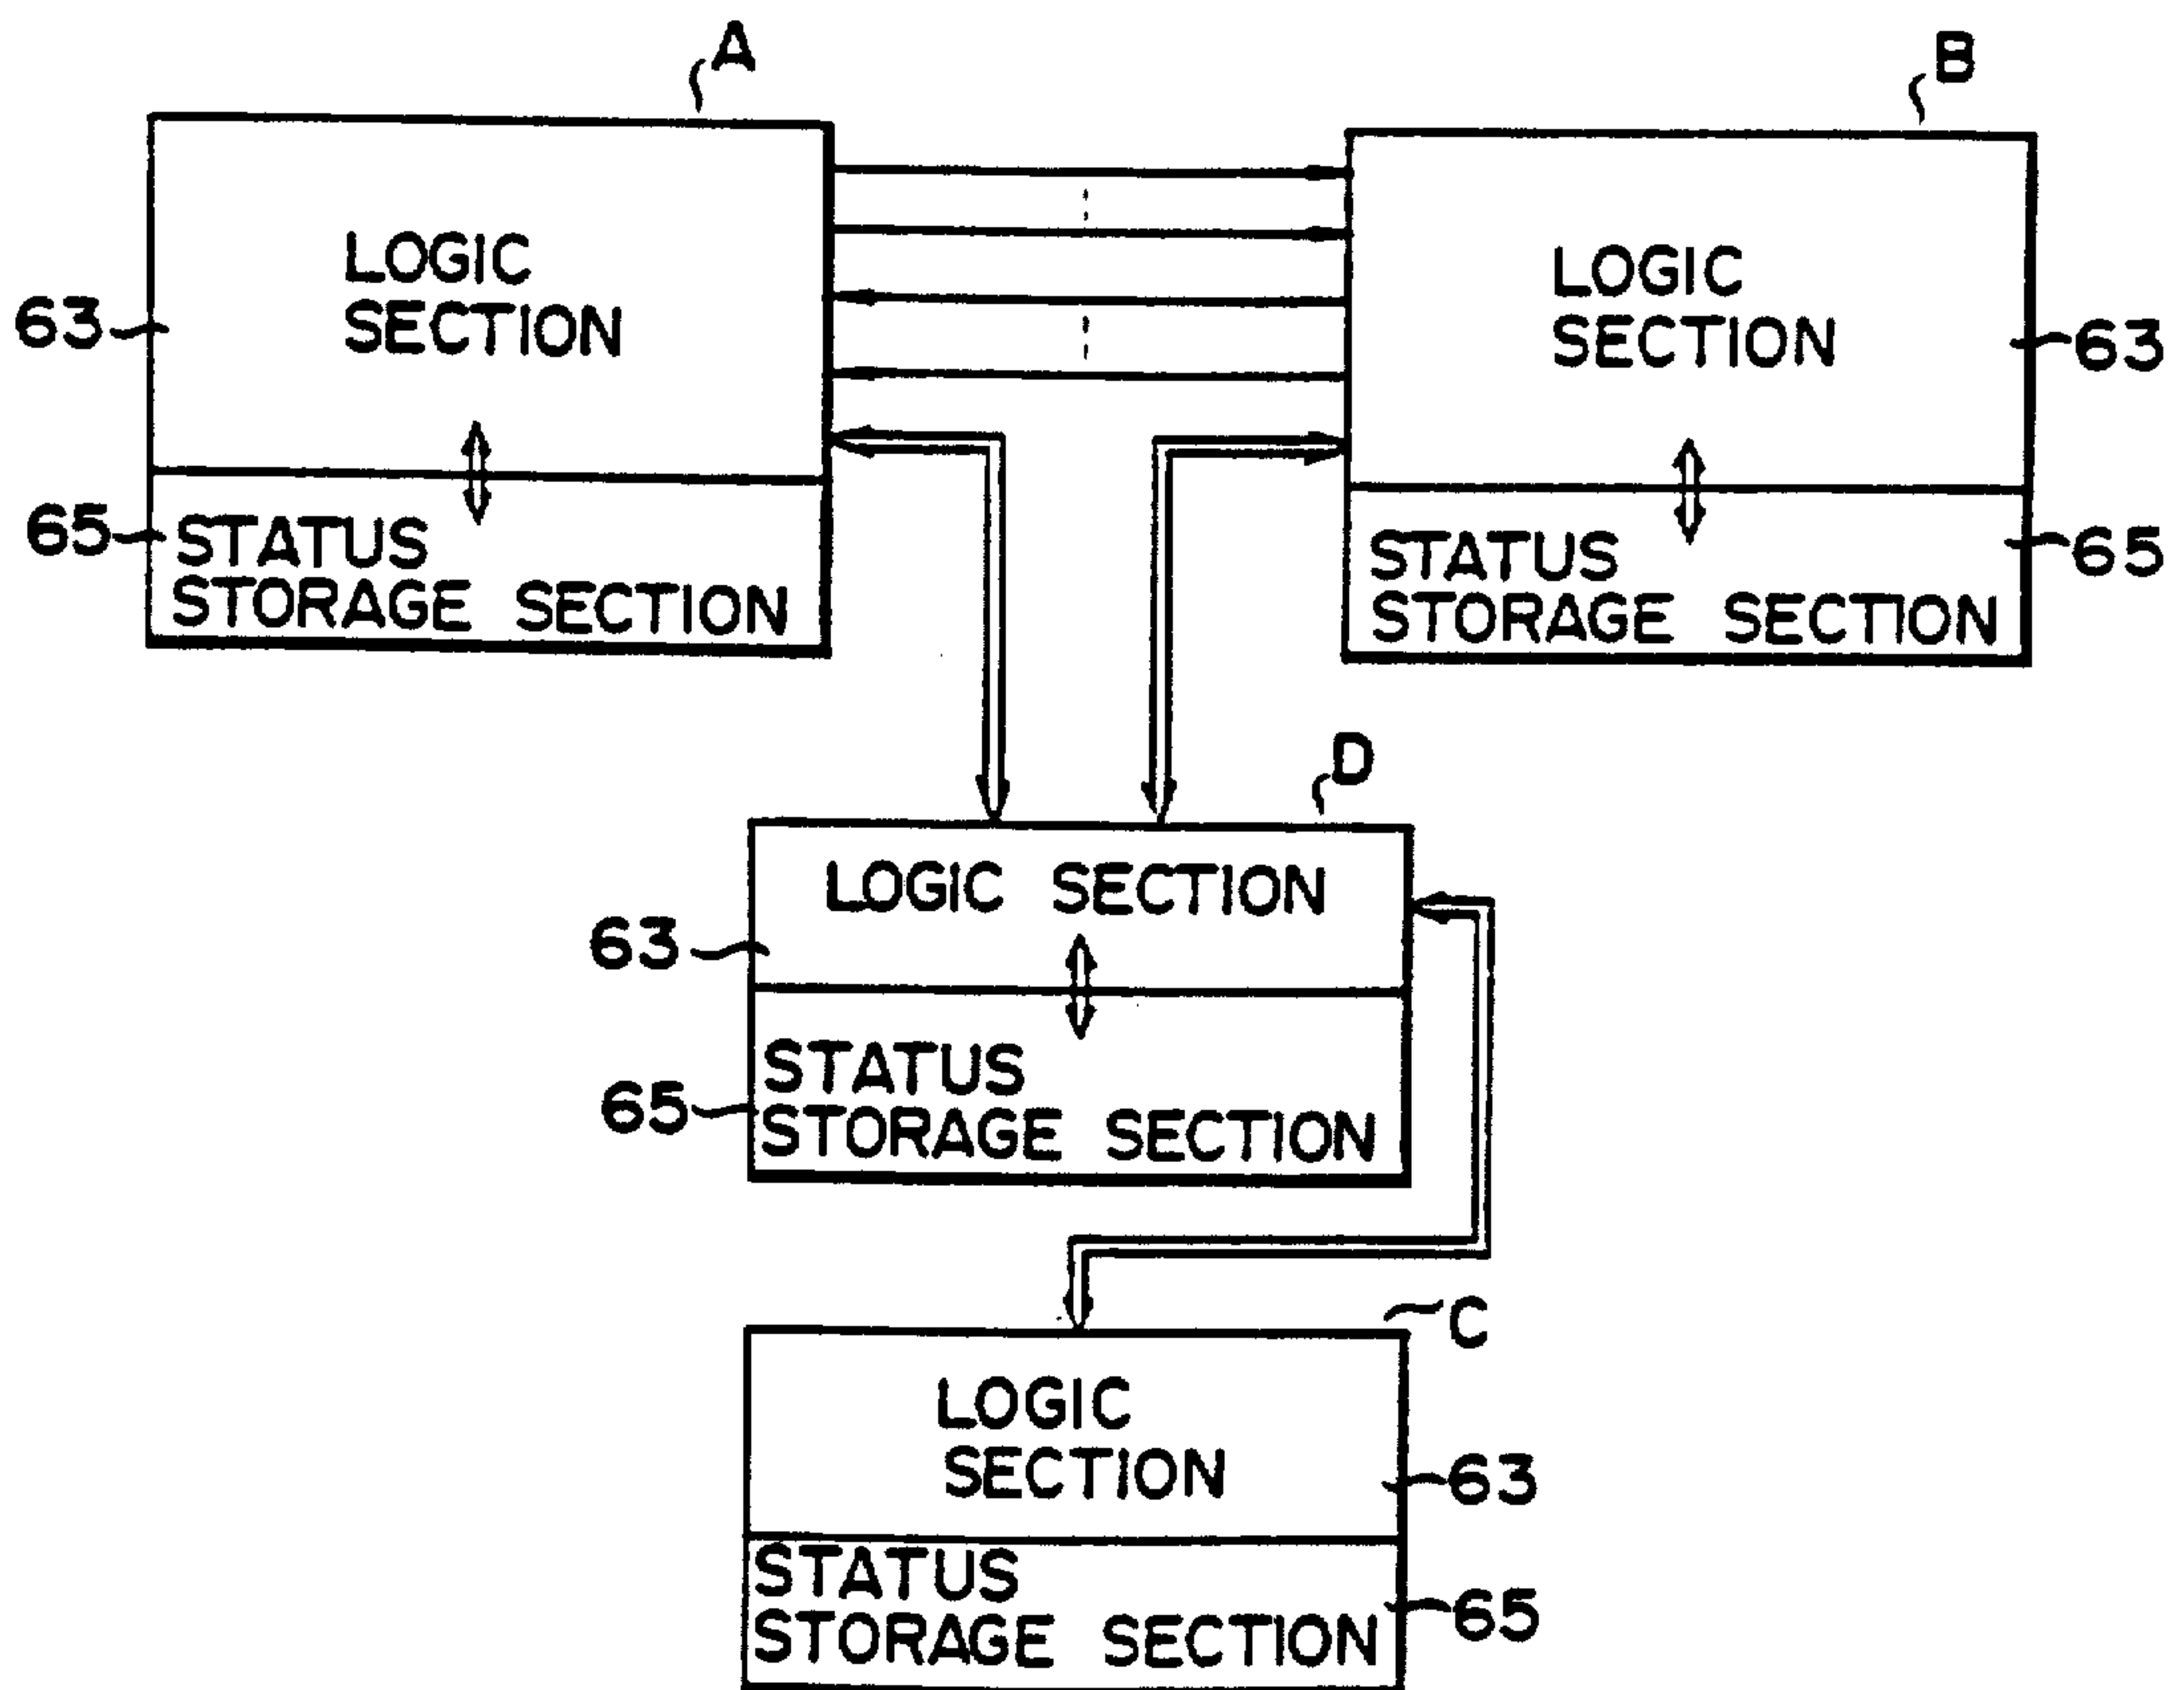 A
B
LOGIC
SECTION
63
LOGIC
SECTION
63
65
STATUS
STORAGE SECTION
STATUS
STORAGE SECTION
65
D
LOGIC SECTION
63
STATUS
STORAGE SECTION
65
C
LOGIC
SECTION
63
STATUS
STORAGE SECTION
65